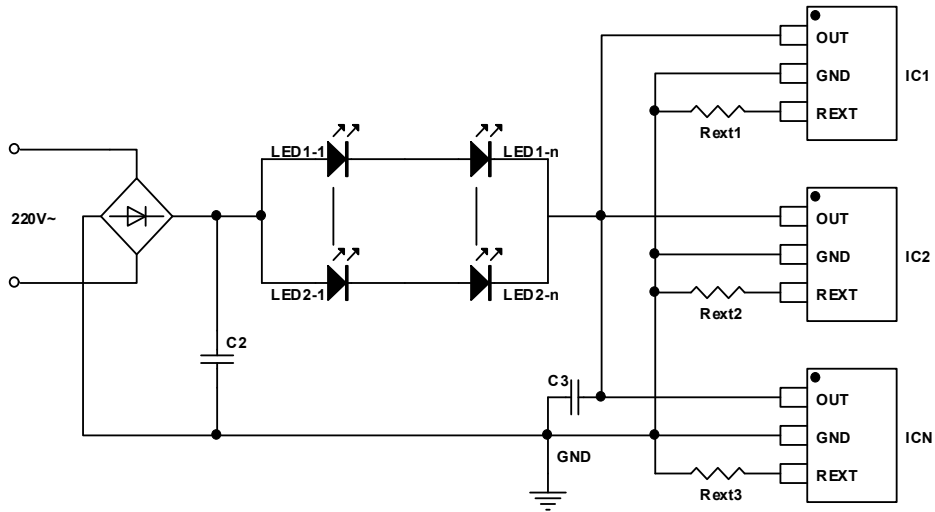 OUT
GND
REXT
IC1
Rext1
LED1-1
LED1-n
220V~
OUT
GND
REXT
IC2
Rext2
LED2-1
LED2-n
C2
C3
OUT
GND
REXT
ICN
GND
Rext3